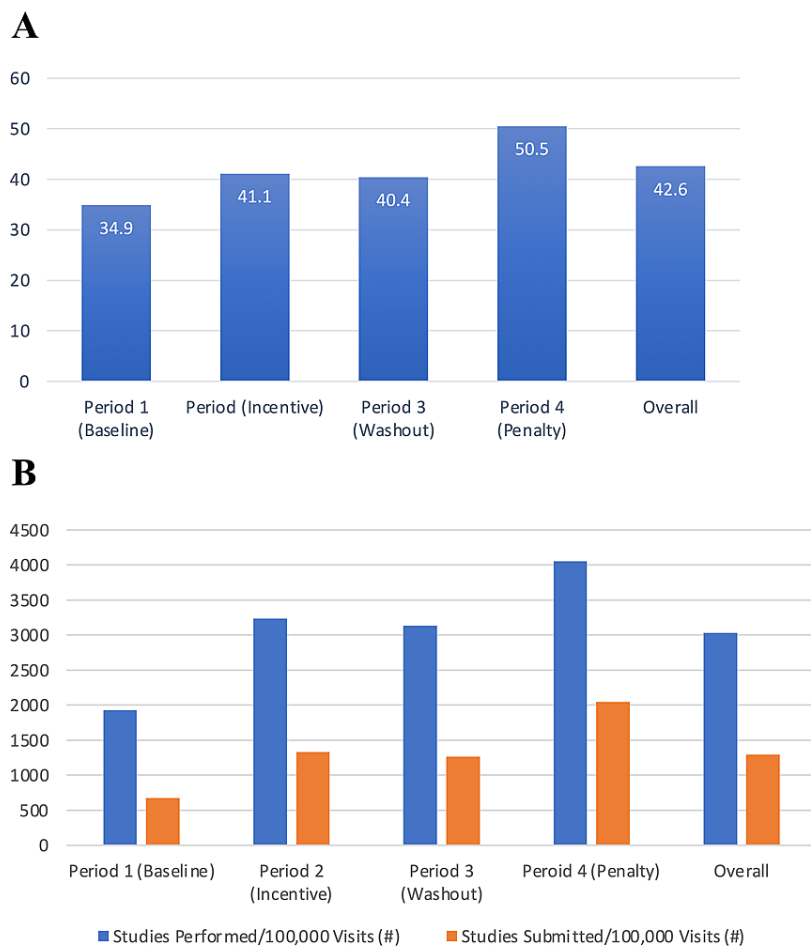 A
60
50
40
30
20
10
0
34.9
41.1
40.4
50.5
42.6
Period 1
(Baseline)
Period (Incentive)
Period 3
(Washout)
Period 4
(Penalty)
Overall
B
4500
4000
3500
3000
2500
2000
1500
1000
500
0
Period 1 (Baseline)
Period 2
(Incentive)
Period 3
(Washout)
Peroid 4 (Penalty)
Overall
Studies Performed/100,000 Visits (#)
Studies Submitted/100,000 Visits (#)